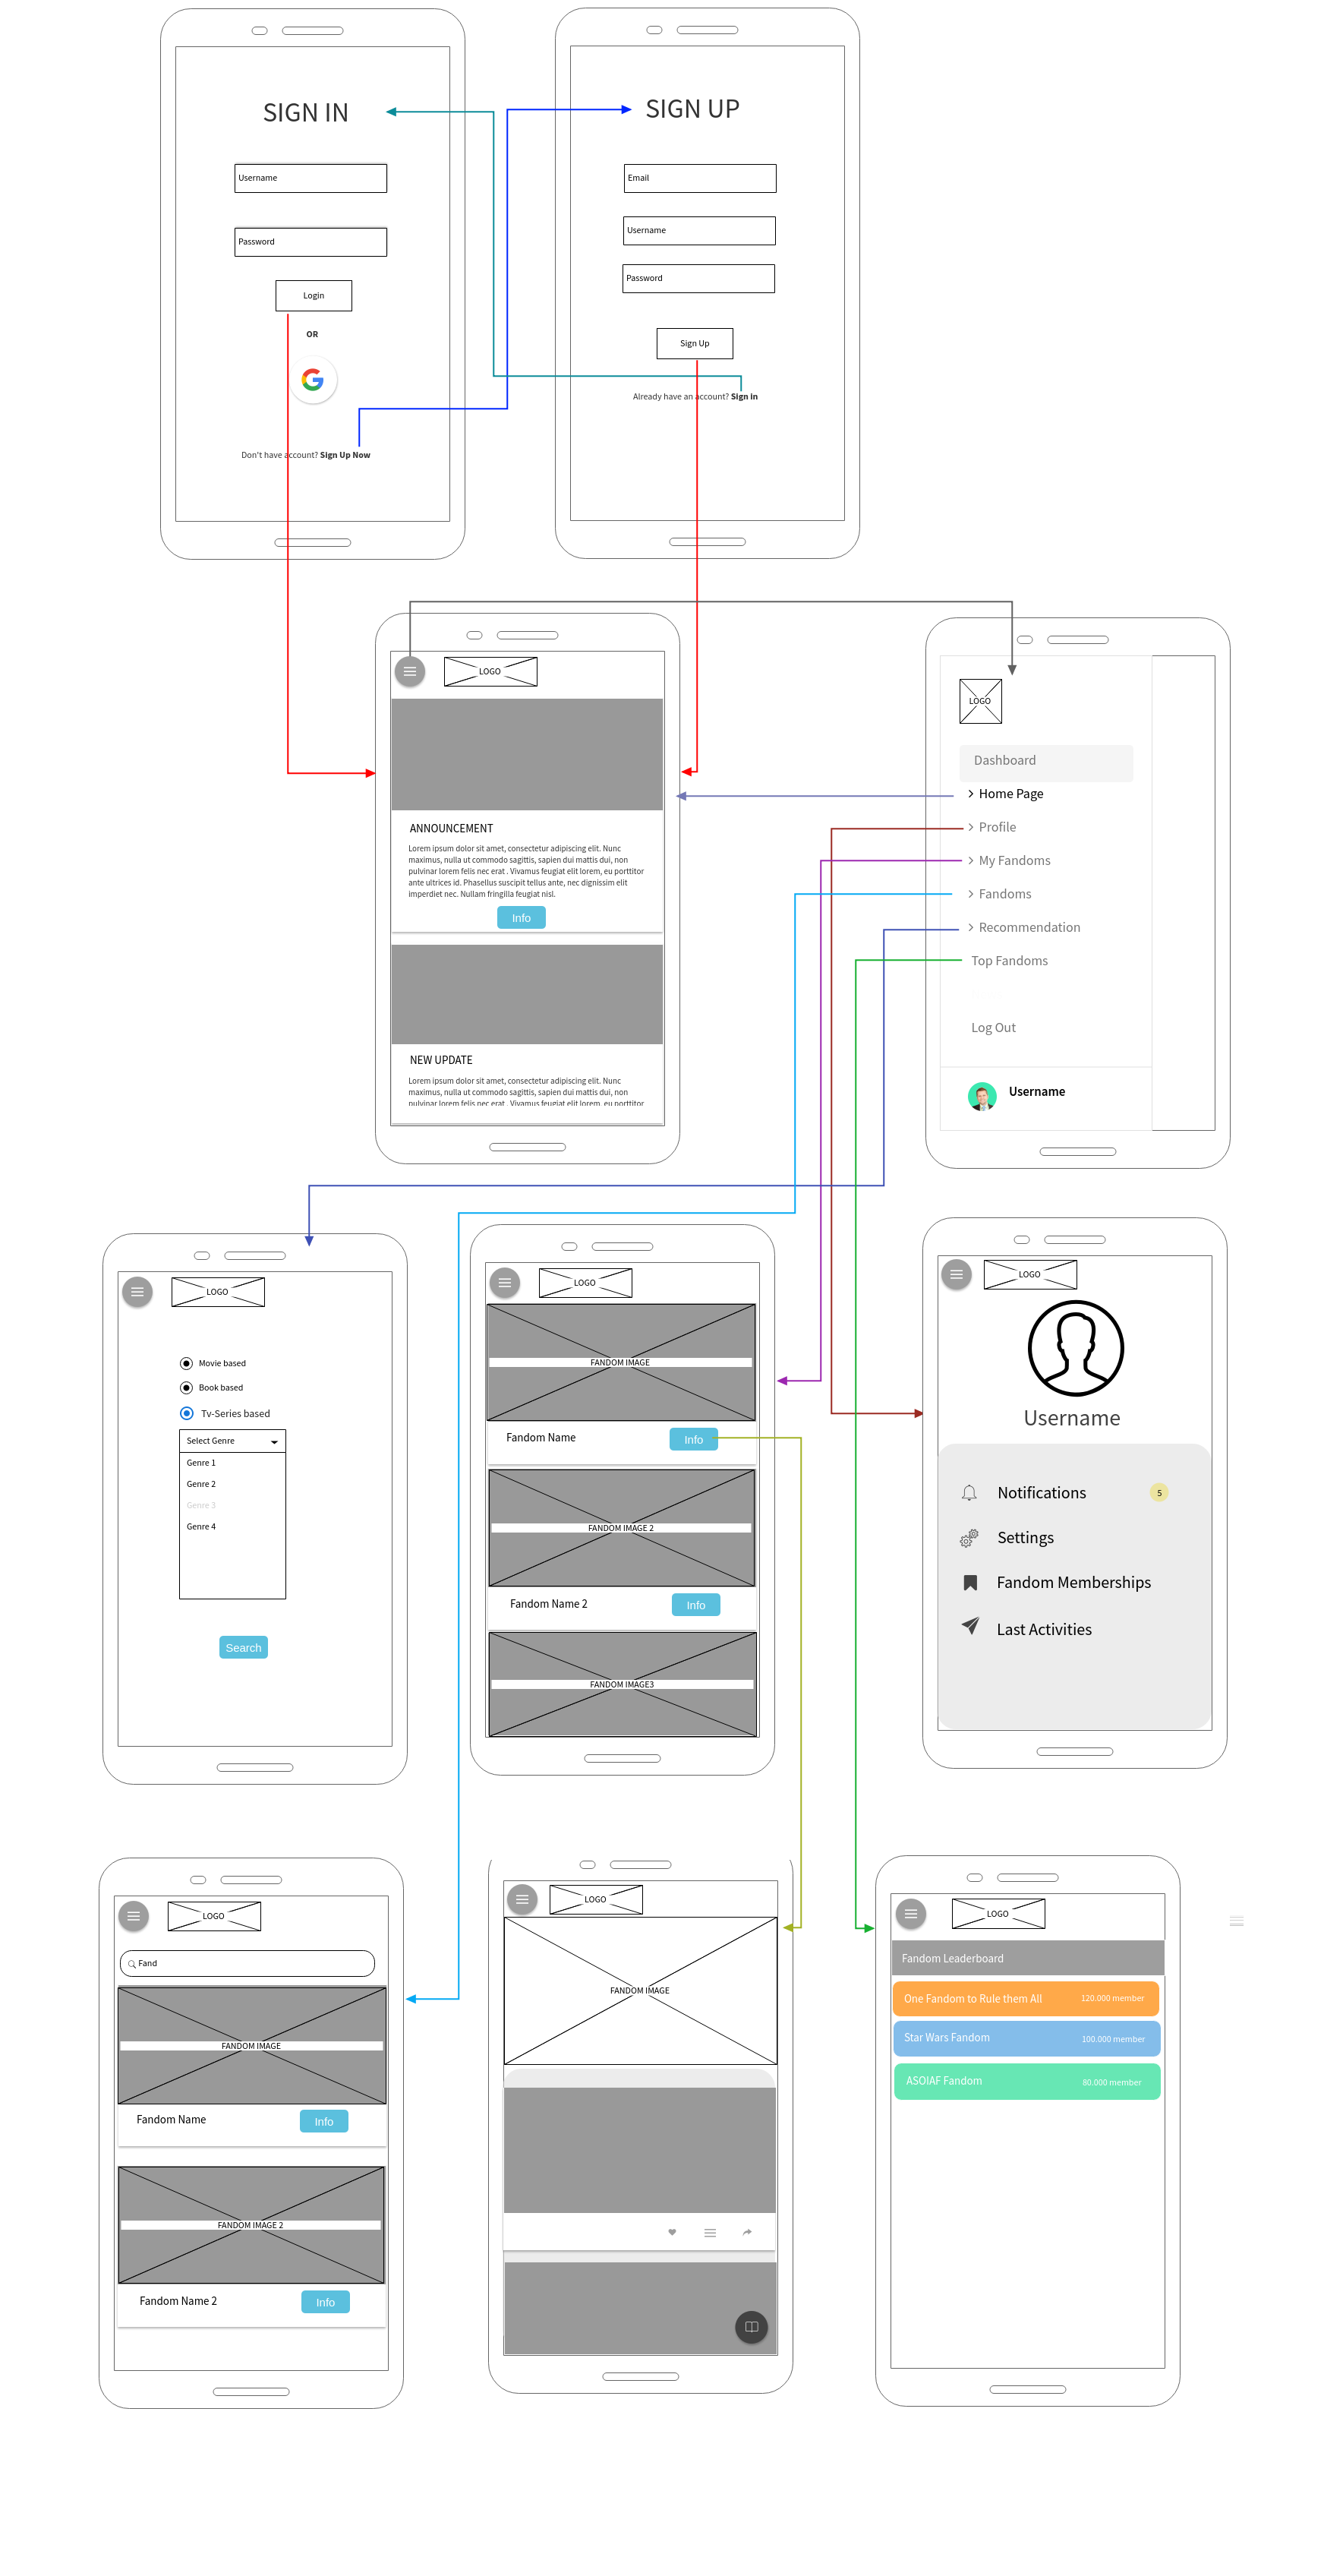 SIGN IN
Username
Password
Login
OR
Don't have account? Sign Up Now
SIGN UP
Email
Username
Password
Sign Up
Already have an account? Sign in
LOGO
ANNOUNCEMENT
Lorem ipsum dolor sit amet, consectetur adipiscing elit. Nunc
maximus, nulla ut commodo sagittis, sapien dui mattis dui, non
pulvinar lorem felis nec erat . Vivamus feugiat elit lorem, eu porttitor
ante ultrices id. Phasellus suscipit tellus ante, nec dignissim elit
imperdiet nec. Nullam fringilla feugiat nisl.
Info
NEW UPDATE
Lorem ipsum dolor sit amet, consectetur adipiscing elit. Nunc
maximus, nulla ut commodo sagittis, sapien dui mattis dui, non
pulvinar lorem felis nec erat . Vivamus feugiat elit lorem, eu porttitor
LOGO
Dashboard
Home Page
Profile
My Fandoms
Fandoms
Recommendation
Top Fandoms
Log Out
Username
LOGO
Movie based
Book based
Tv-Series based
Select Genre
Genre 1
Genre 2
Genre 3
Genre 4
Search
LOGO
FANDOM IMAGE
Fandom Name
Info
FANDOM IMAGE 2
Fandom Name 2
Info
FANDOM IMAGE3
LOGO
Username
Notifications
5
Settings
Fandom Memberships
Last Activities
LOGO
Fand
FANDOM IMAGE
Fandom Name
Info
FANDOM IMAGE 2
Fandom Name 2
Info
LOGO
FANDOM IMAGE
LOGO
Fandom Leaderboard
One Fandom to Rule them All
120.000 member
Star Wars Fandom
100.000 member
ASOIAF Fandom
80.000 member